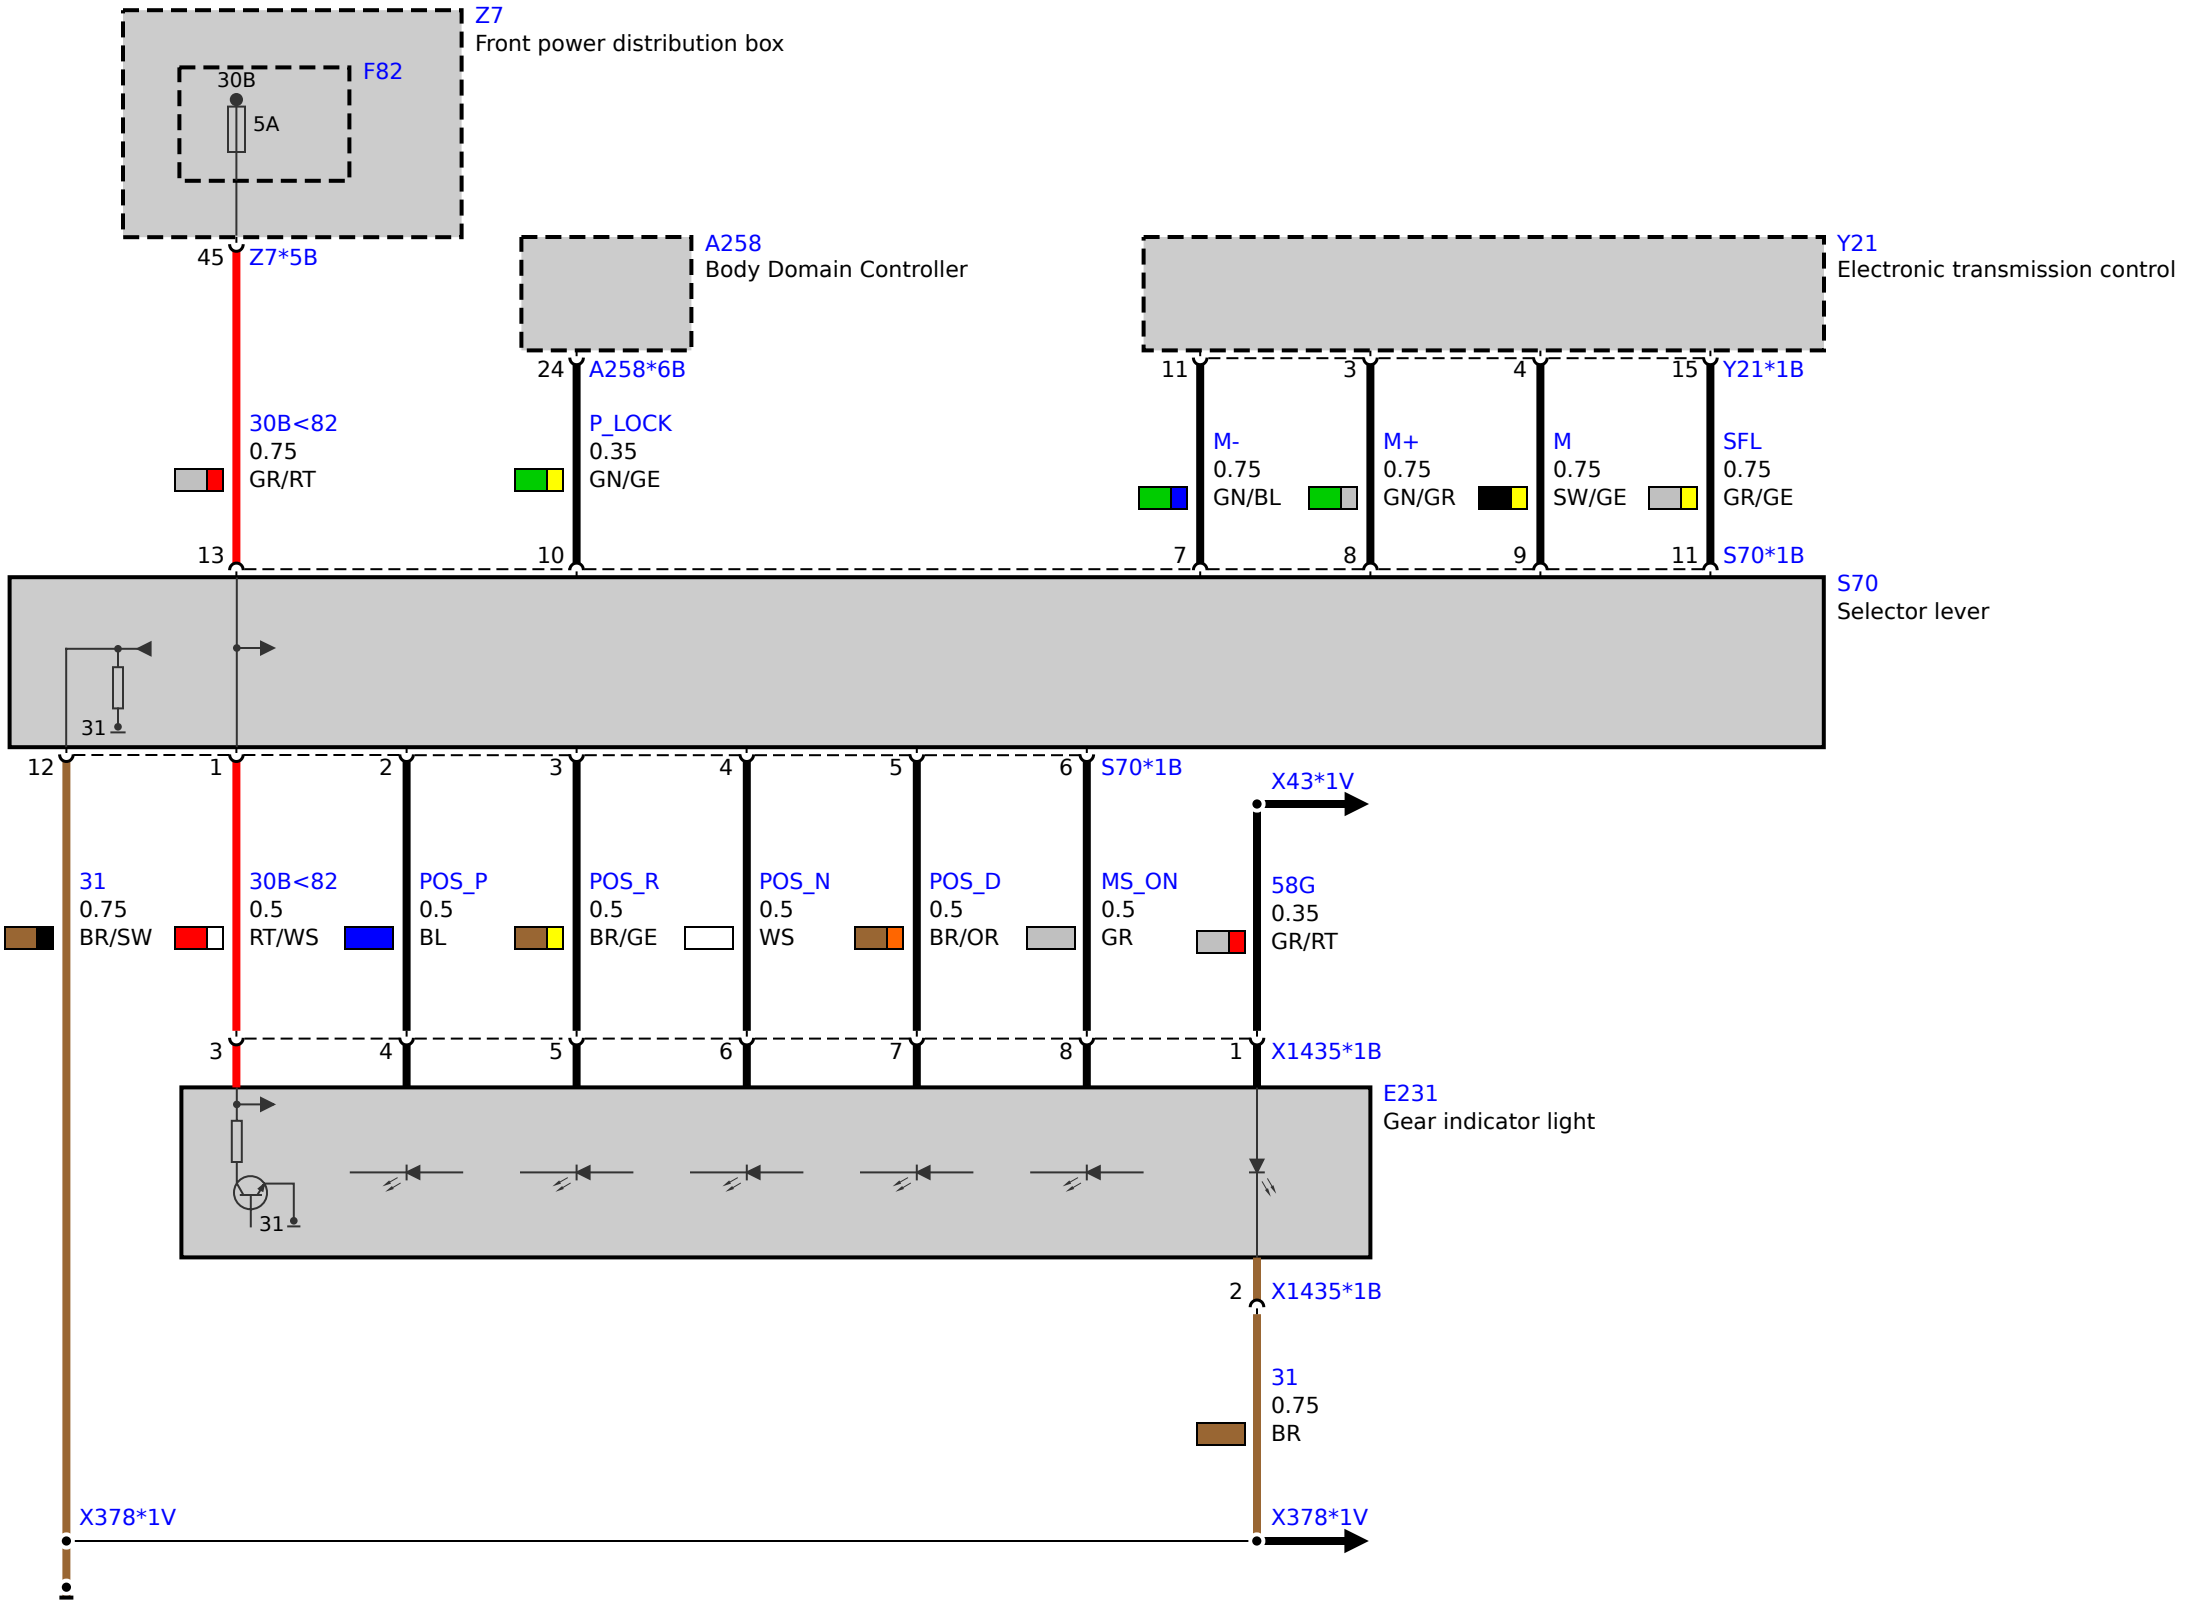 Z7
Front power distribution box
F82
30B
5A
45 Z7*5B
A258
Body Domain Controller
Y21
Electronic transmission control
24 A258*6B
11 3 4 15 Y21*1B
30B<82
0.75
GR/RT
P_LOCK
0.35
GN/GE
M-
0.75
GN/BL
M+
0.75
GN/GR
M
0.75
SW/GE
SFL
0.75
GR/GE
13 10 7 8 9 11 S70*1B
S70
Selector lever
31
12 1 2 3 4 5 6 S70*1B
X43*1V
31
0.75
BR/SW
30B<82
0.5
RT/WS
POS_P
0.5
BL
POS_R
0.5
BR/GE
POS_N
0.5
WS
POS_D
0.5
BR/OR
MS_ON
0.5
GR
58G
0.35
GR/RT
3 4 5 6 7 8 1 X1435*1B
E231
Gear indicator light
31
2 X1435*1B
31
0.75
BR
X378*1V X378*1V